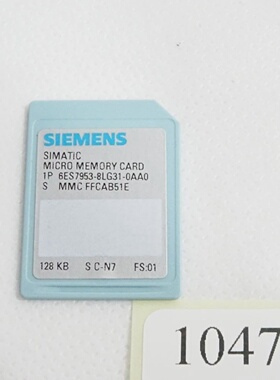 SIEMENS
SIMATIC
MICRO MEMORY CARD
1P 6ES7953-8LG31-0AA0
S MMC FFCAB51E
128 KB S C-N7 FS:01
1047